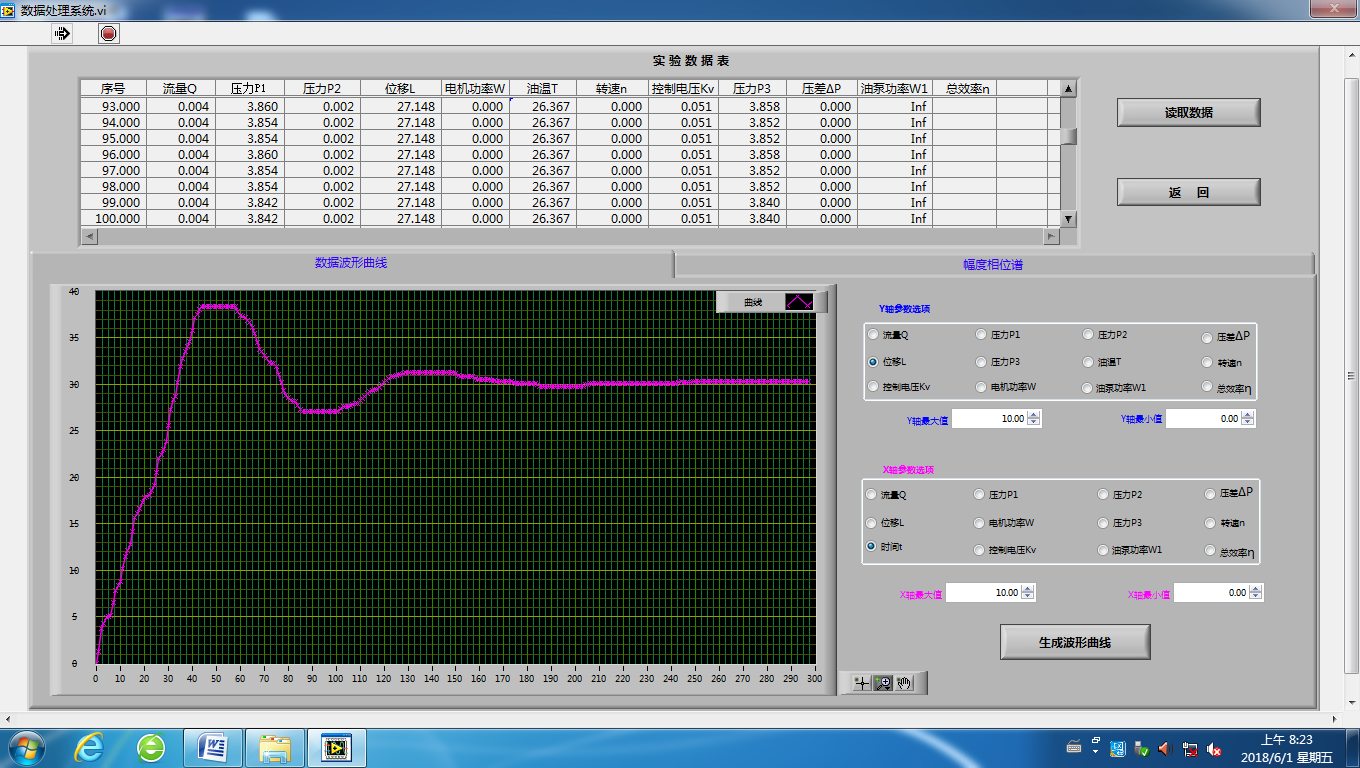 数据处理系统.vi
实 验 数 据 表
序号 流量Q 压力P1 压力P2 位移L 电机功率W 油温T 转速n 控制电压Kv 压力P3 压差ΔP 油泵功率W1 总效率η
93.000 0.004 3.860 0.002 27.148 0.000 26.367 0.000 0.051 3.858 0.000 Inf
94.000 0.004 3.854 0.002 27.148 0.000 26.367 0.000 0.051 3.852 0.000 Inf
95.000 0.004 3.854 0.002 27.148 0.000 26.367 0.000 0.051 3.852 0.000 Inf
96.000 0.004 3.860 0.002 27.148 0.000 26.367 0.000 0.051 3.858 0.000 Inf
97.000 0.004 3.854 0.002 27.148 0.000 26.367 0.000 0.051 3.852 0.000 Inf
98.000 0.004 3.854 0.002 27.148 0.000 26.367 0.000 0.051 3.852 0.000 Inf
99.000 0.004 3.842 0.002 27.148 0.000 26.367 0.000 0.051 3.840 0.000 Inf
100.000 0.004 3.842 0.002 27.148 0.000 26.367 0.000 0.051 3.840 0.000 Inf
读取数据
返 回
数据波形曲线 幅度相位谱
曲线
40
35
30
25
20
15
10
5
0
0 10 20 30 40 50 60 70 80 90 100 110 120 130 140 150 160 170 180 190 200 210 220 230 240 250 260 270 280 290 300
Y轴参数选项
流量Q 压力P1 压力P2 压差ΔP
位移L 压力P3 油温T 转速n
控制电压Kv 电机功率W 油泵功率W1 总效率η
Y轴最大值 10.00 Y轴最小值 0.00
X轴参数选项
流量Q 压力P1 压力P2 压差ΔP
位移L 电机功率W 压力P3 转速n
时间t 控制电压Kv 油泵功率W1 总效率η
X轴最大值 10.00 X轴最小值 0.00
生成波形曲线
上午 8:23
2018/6/1 星期五